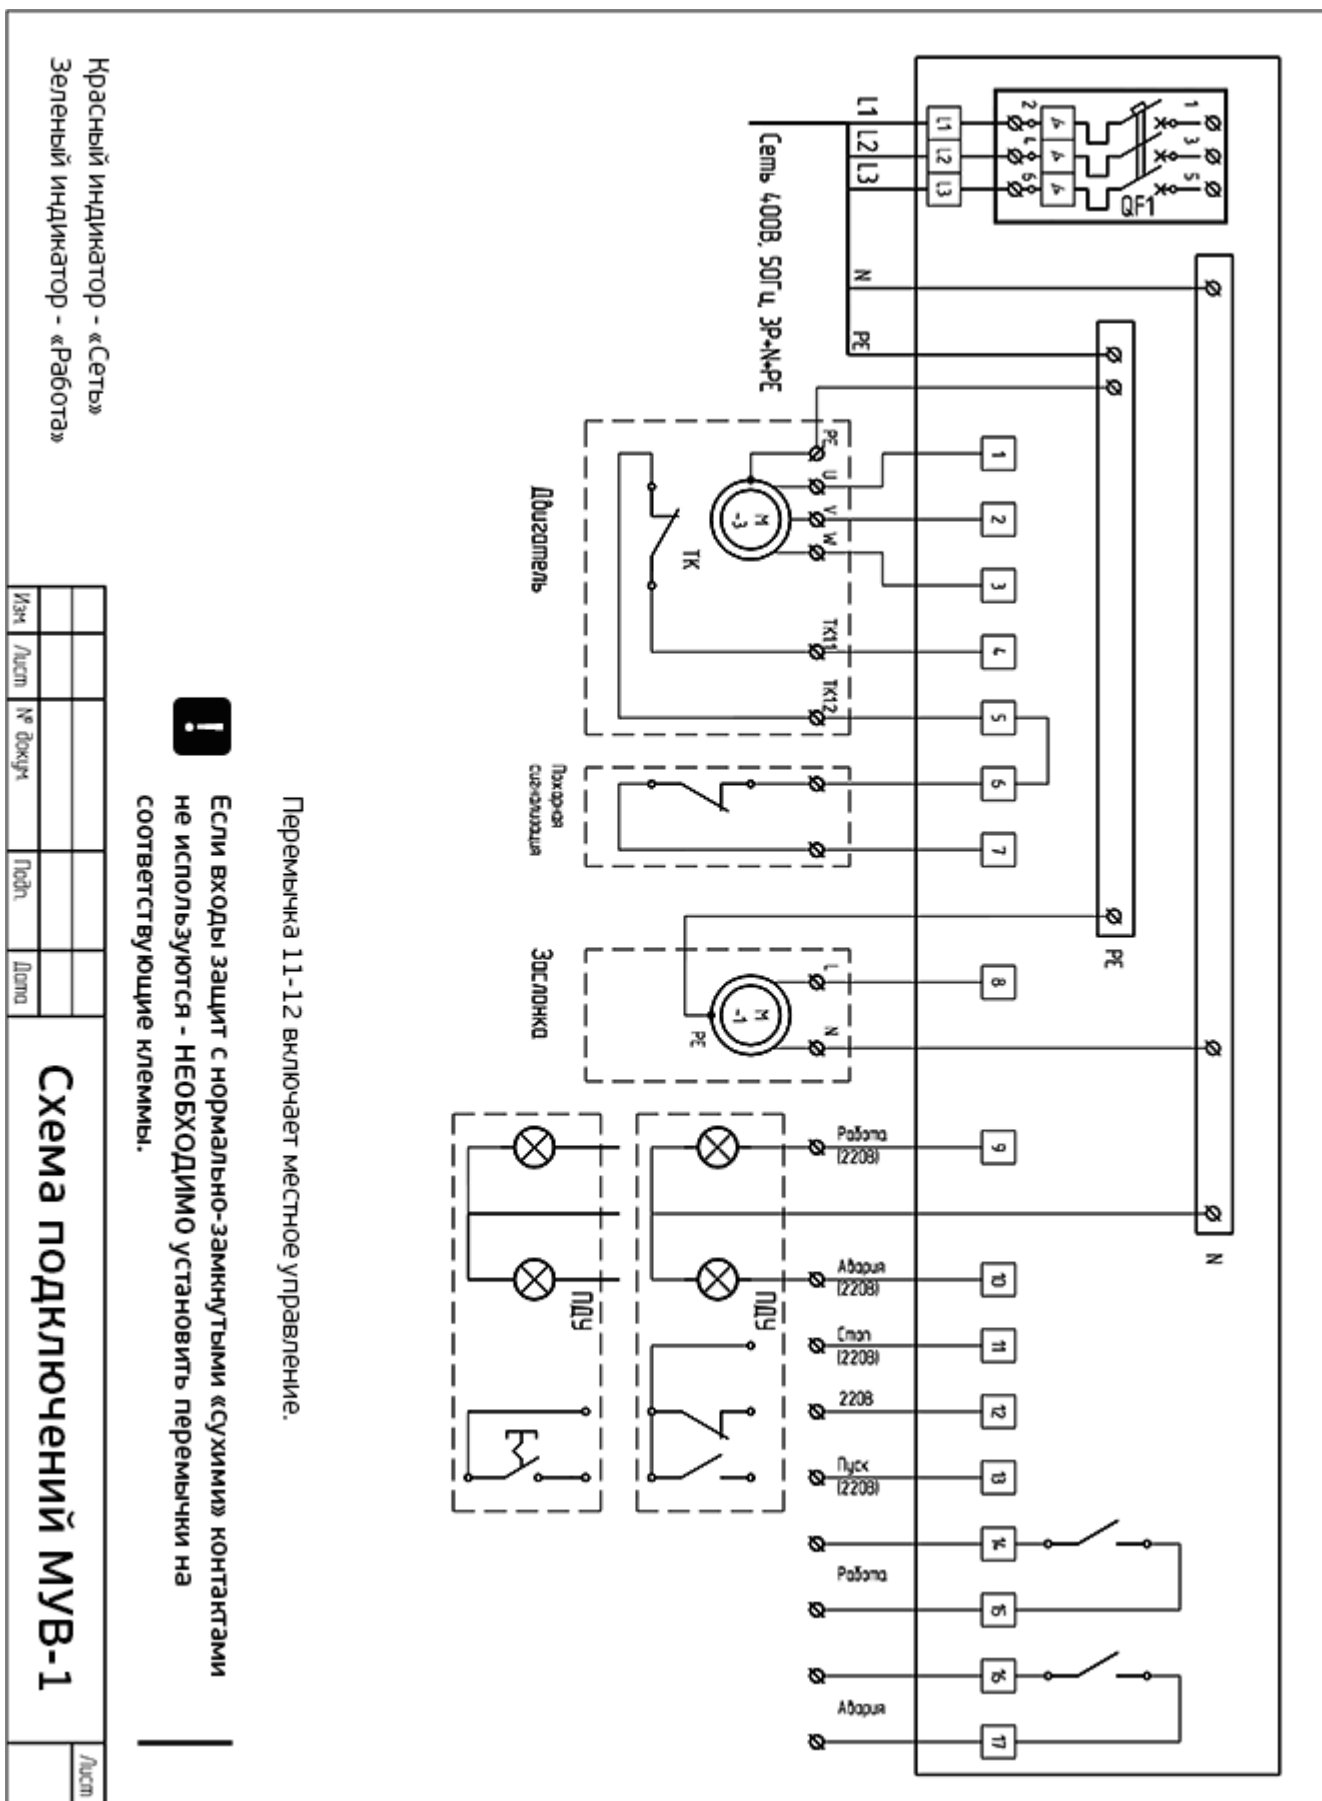 1 3 5
QF1
2 4 6
I> I> I>
L1 L2 L3
L1 L2 L3 N PE
Сеть 400В, 50Гц, 3P+N+PE
PE
N
1 2 3 4 5 6 7 8 9 10 11 12 13 14 15 16 17
PE U V W TK11 TK12
M
~3
TK
Двигатель
Пожарная
сигнализация
L N
M
~1
PE
Заслонка
Работа
(220В)
Авария
(220В)
Стоп
(220В)
220В
Пуск
(220В)
Работа
Авария
ПДУ
ПДУ
Перемычка 11-12 включает местное управление.
!
Если входы защит с нормально-замкнутыми «сухими» контактами
не используются - НЕОБХОДИМО установить перемычки на
соответствующие клеммы.
Красный индикатор - «Сеть»
Зеленый индикатор - «Работа»
Изм. Лист № докум. Подп. Дата
Схема подключений МУВ-1
Лист